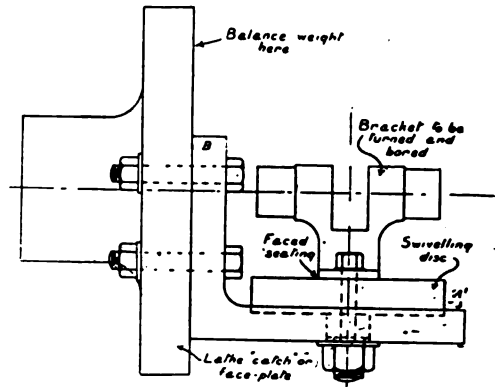 Balance weight
here
B
Bracket to be
turned and
bored
Faced
seating
Swivelling
disc
'A'
Lathe "catch" or
face-plate